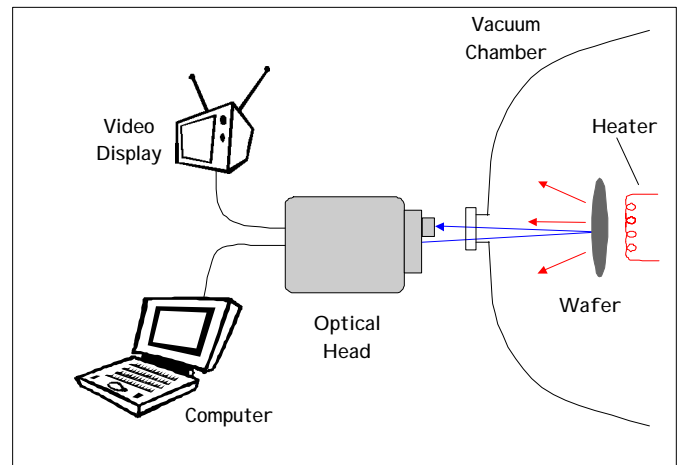 Vacuum
Chamber
Video
Display
Heater
Optical
Head
Wafer
Computer